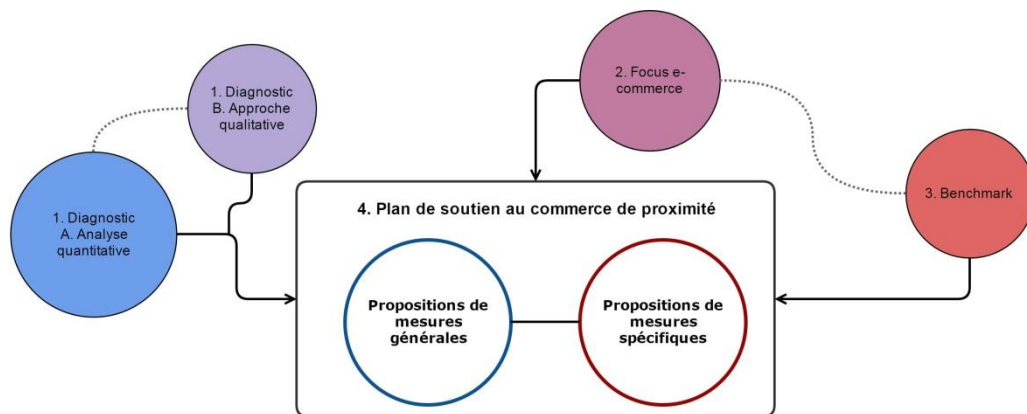 1. Diagnostic
B. Approche
qualitative
2. Focus e-
commerce
1. Diagnostic
A. Analyse
quantitative
3. Benchmark
4. Plan de soutien au commerce de proximité
Propositions de
mesures
générales
Propositions de
mesures
spécifiques